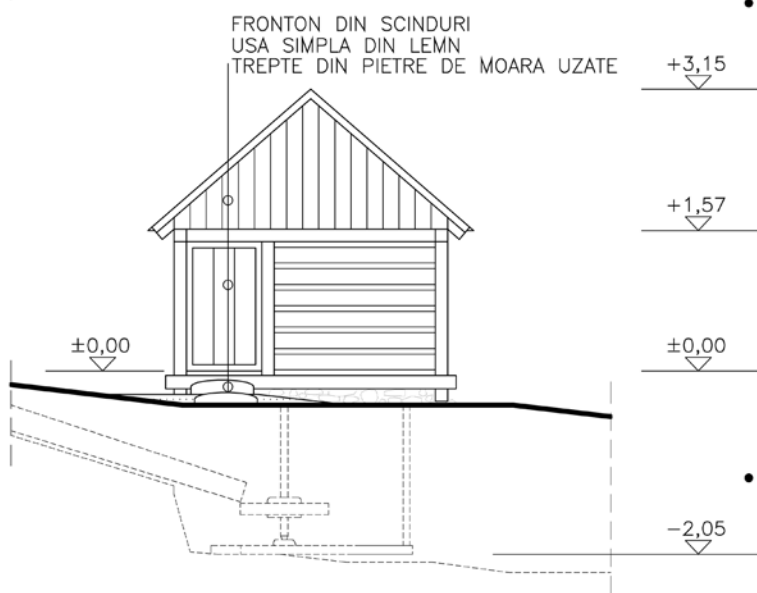 FRONTON DIN SCINDURI
USA SIMPLA DIN LEMN
TREPTE DIN PIETRE DE MOARA UZATE
+3,15
+1,57
±0,00
±0,00
−2,05